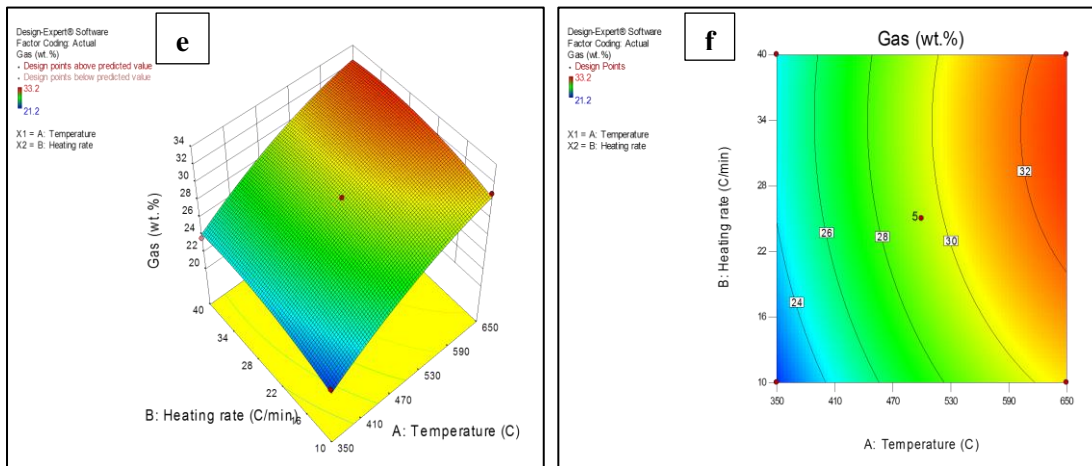 Design-Expert® Software
Factor Coding: Actual
Gas (wt.%)
Design points above predicted value
Design points below predicted value
33.2
21.2
X1 = A: Temperature
X2 = B: Heating rate
e
34
32
30
28
26
24
22
20
Gas (wt.%)
40
34
28
22
16
10
B: Heating rate (C/min)
350
410
470
530
590
650
A: Temperature (C)
Design-Expert® Software
Factor Coding: Actual
Gas (wt.%)
Design Points
33.2
21.2
X1 = A: Temperature
X2 = B: Heating rate
f
Gas (wt.%)
40
34
28
22
16
10
B: Heating rate (C/min)
32
5
26
28
30
24
350
410
470
530
590
650
A: Temperature (C)